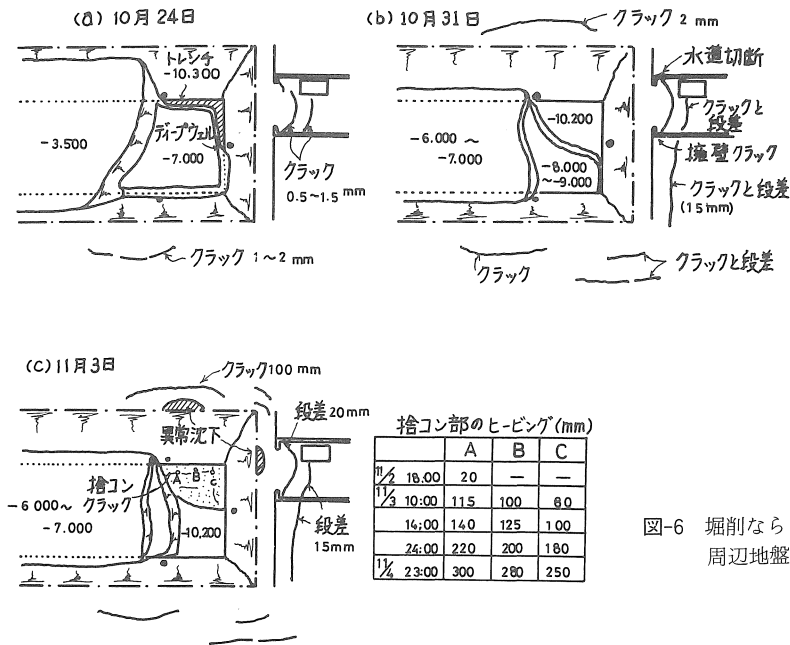 (a) 10月24日
トレンチ
-10.300
-3.500
ディープウェル
-7.000
クラック
0.5~1.5 mm
クラック 1~2 mm
(b) 10月31日
クラック 2 mm
水道切断
-10.200
クラックと
段差
-6.000~
-7.000
-8.000
~-9.000
擁壁クラック
クラックと段差
(15mm)
クラック
クラックと段差
(C) 11月3日
クラック100 mm
段差20mm
異常沈下
A B C
捨コン
クラック
-6 000~
-7.000
-10,200
段差
15mm
捨コン部のヒービング(mm)
A B C
11/2 18:00 20 — —
11/3 10:00 115 100 80
14:00 140 125 100
24:00 220 200 180
11/4 23:00 300 280 250
図-6 堀削なら
周辺地盤